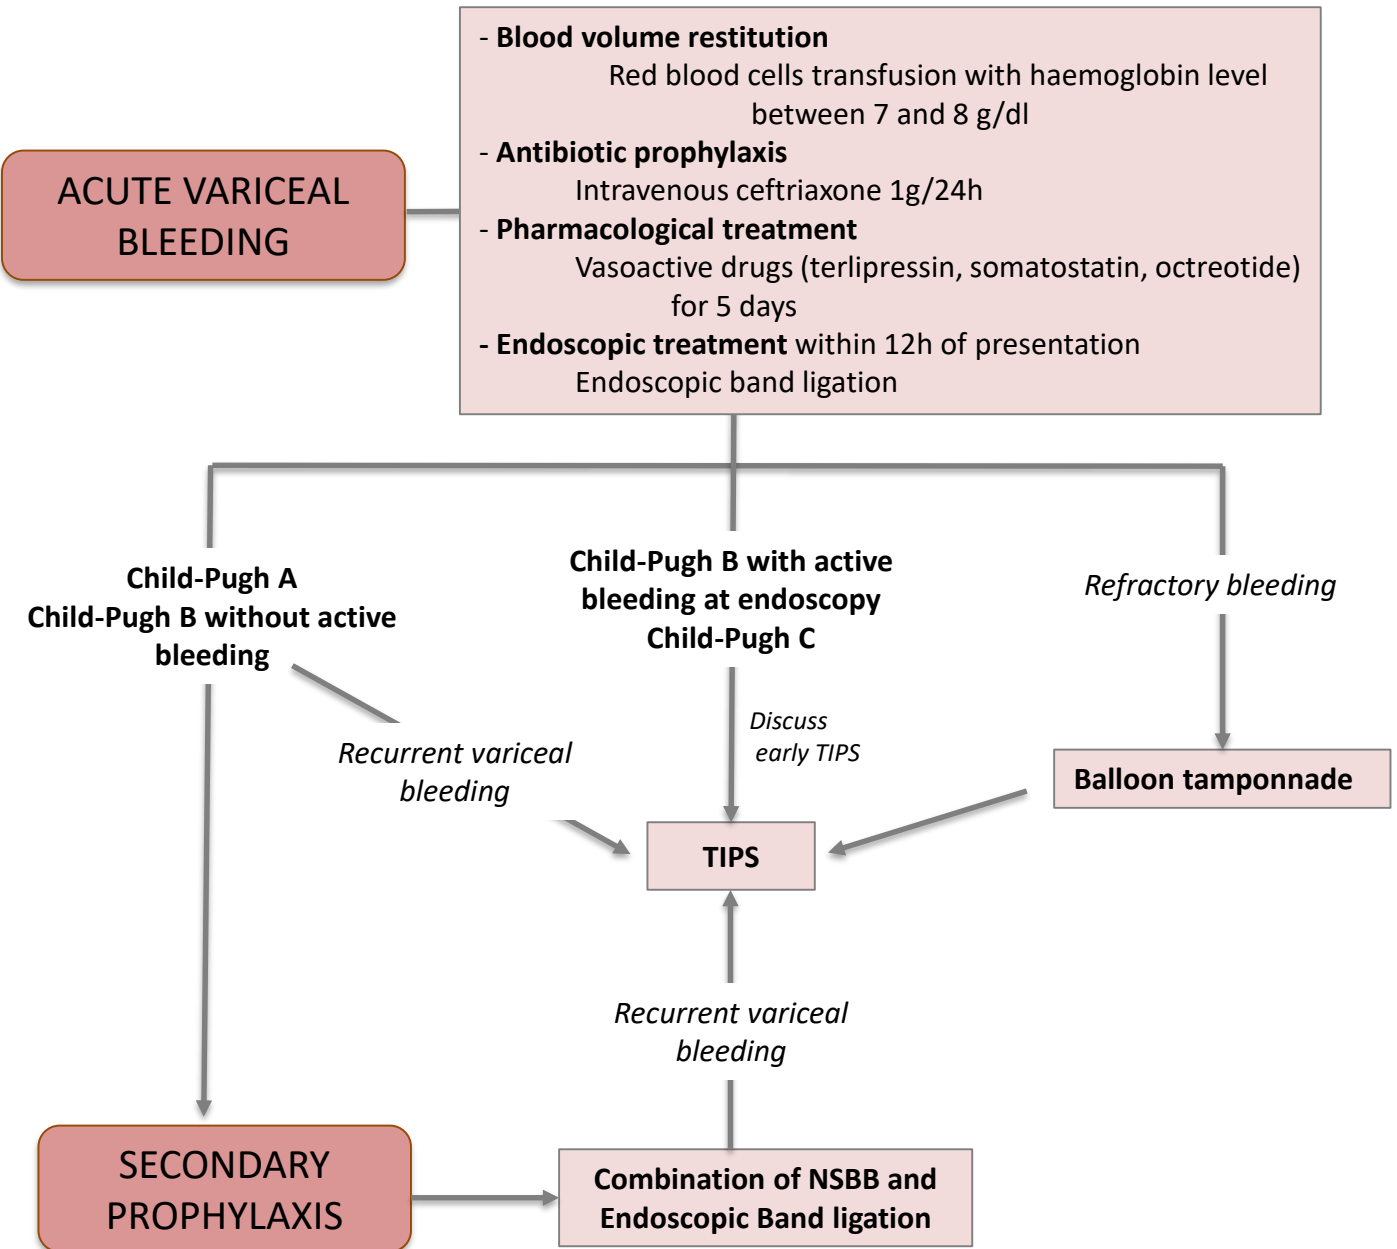 ACUTE VARICEAL
BLEEDING
- Blood volume restitution
Red blood cells transfusion with haemoglobin level
between 7 and 8 g/dl
- Antibiotic prophylaxis
Intravenous ceftriaxone 1g/24h
- Pharmacological treatment
Vasoactive drugs (terlipressin, somatostatin, octreotide)
for 5 days
- Endoscopic treatment within 12h of presentation
Endoscopic band ligation
Child-Pugh A
Child-Pugh B without active
bleeding
Child-Pugh B with active
bleeding at endoscopy
Child-Pugh C
Refractory bleeding
Recurrent variceal
bleeding
Discuss
early TIPS
Balloon tamponnade
TIPS
Recurrent variceal
bleeding
SECONDARY
PROPHYLAXIS
Combination of NSBB and
Endoscopic Band ligation